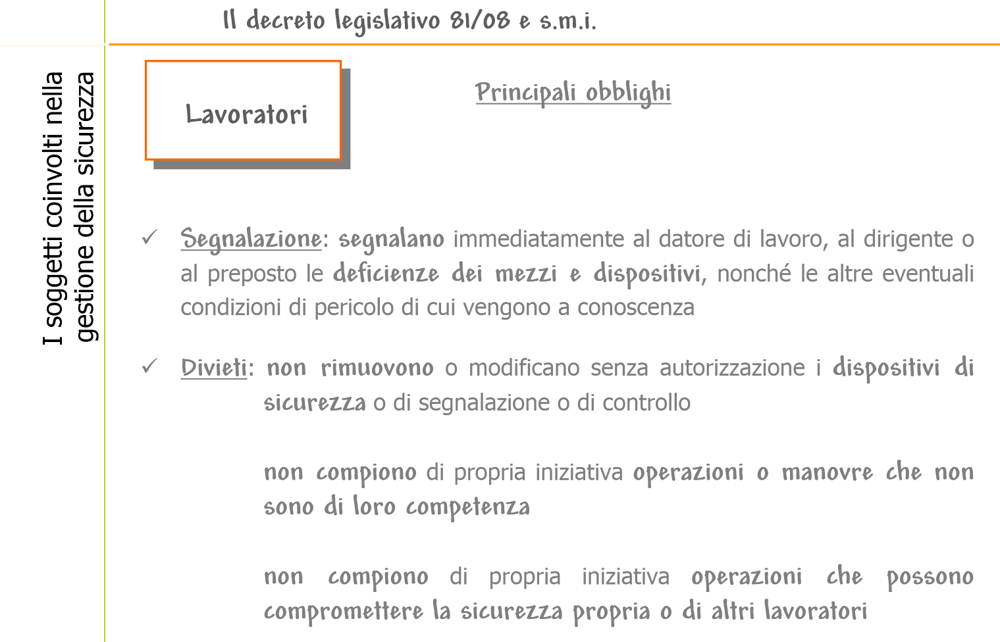 Il decreto legislativo 81/08 e s.m.i.
I soggetti coinvolti nella
gestione della sicurezza
Lavoratori
Principali obblighi
✓ Segnalazione: segnalano immediatamente al datore di lavoro, al dirigente o
al preposto le deficienze dei mezzi e dispositivi, nonché le altre eventuali
condizioni di pericolo di cui vengono a conoscenza
✓ Divieti: non rimuovono o modificano senza autorizzazione i dispositivi di
sicurezza o di segnalazione o di controllo
non compiono di propria iniziativa operazioni o manovre che non
sono di loro competenza
non compiono di propria iniziativa operazioni che possono
compromettere la sicurezza propria o di altri lavoratori